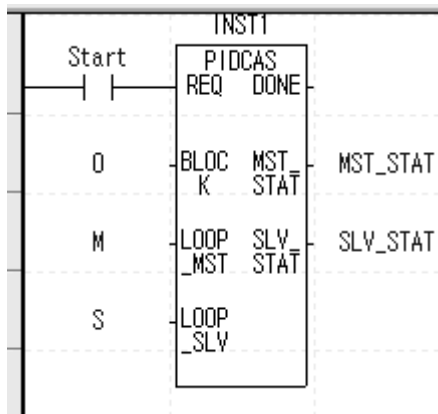 INST1
Start
PIDCAS
REQ DONE
0 BLOC MST_ MST_STAT
K STAT
M LOOP SLV_ SLV_STAT
_MST STAT
S LOOP
_SLV